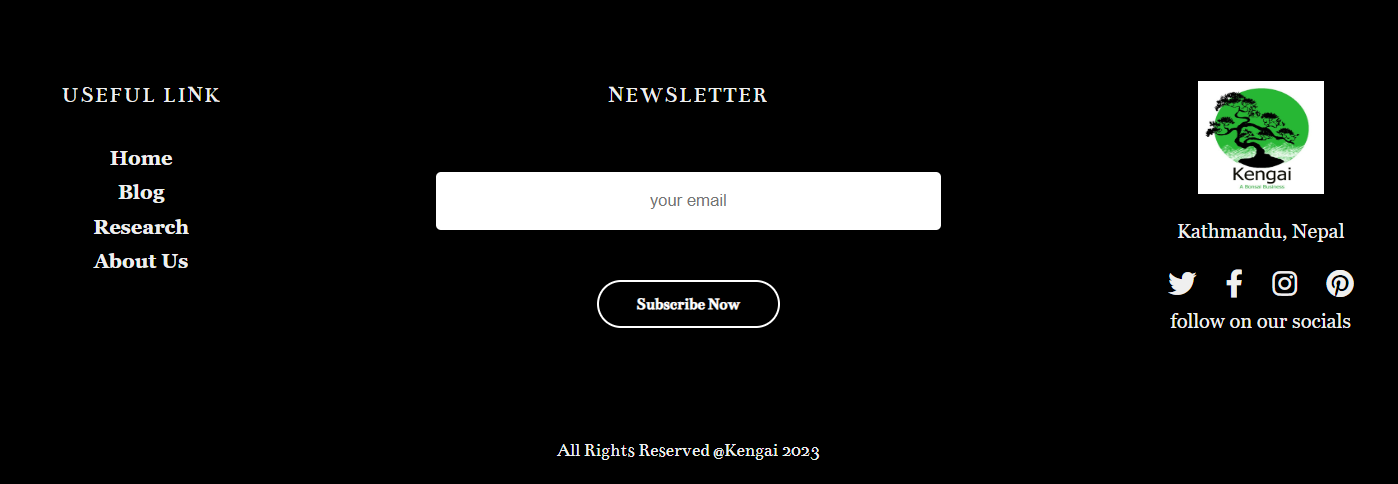 USEFUL LINK
Home
Blog
Research
About Us
NEWSLETTER
your email
Subscribe Now
Kengai
A Bonsai Business
Kathmandu, Nepal
follow on our socials
All Rights Reserved @Kengai 2023